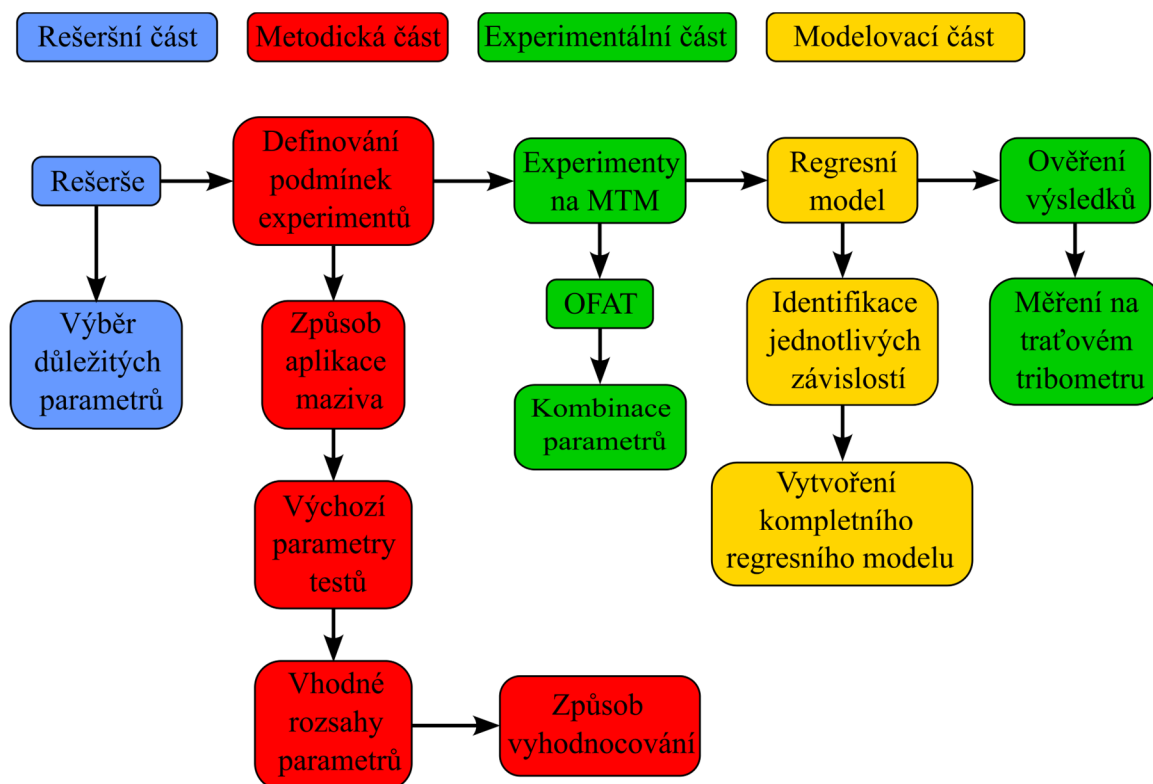 Rešeršní část
Metodická část
Experimentální část
Modelovací část
Rešerše
Výběr
důležitých
parametrů
Definování
podmínek
experimentů
Způsob
aplikace
maziva
Výchozí
parametry
testů
Vhodné
rozsahy
parametrů
Způsob
vyhodnocování
Experimenty
na MTM
OFAT
Kombinace
parametrů
Regresní
model
Identifikace
jednotlivých
závislostí
Vytvoření
kompletního
regresního modelu
Ověření
výsledků
Měření na
traťovém
tribometru